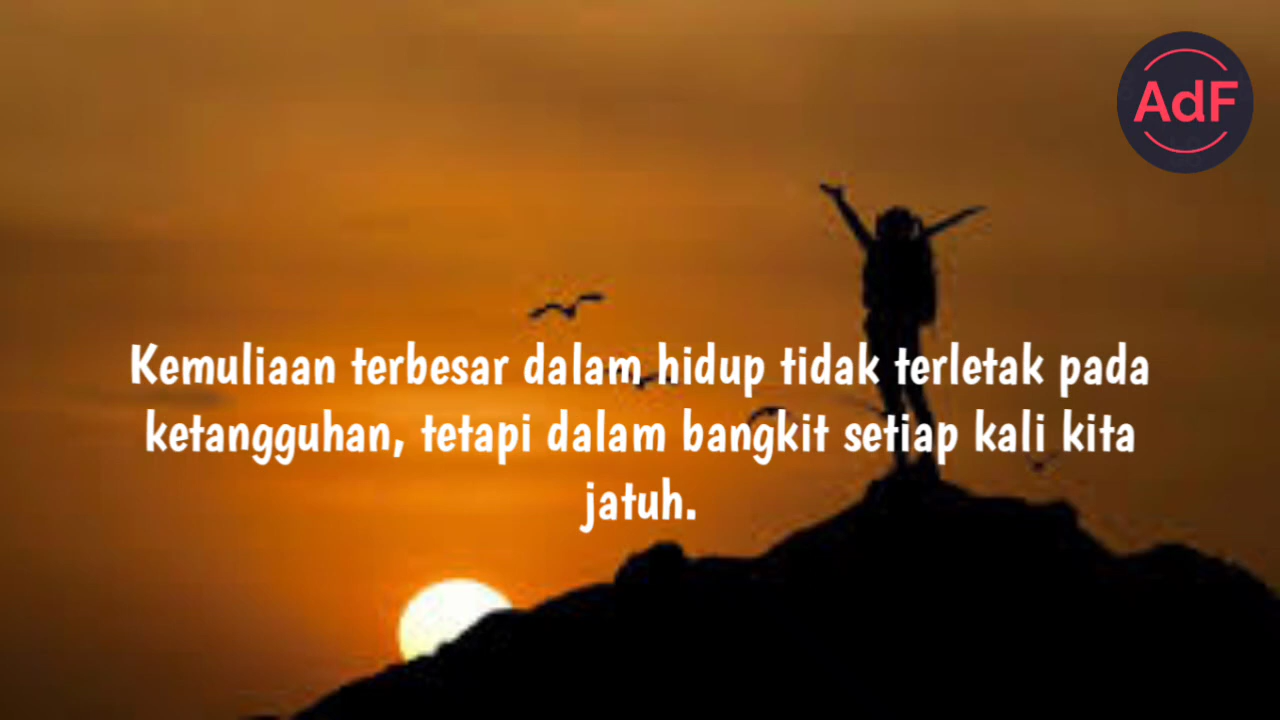 AdF
Kemuliaan terbesar dalam hidup tidak terletak pada
ketangguhan, tetapi dalam bangkit setiap kali kita
jatuh.